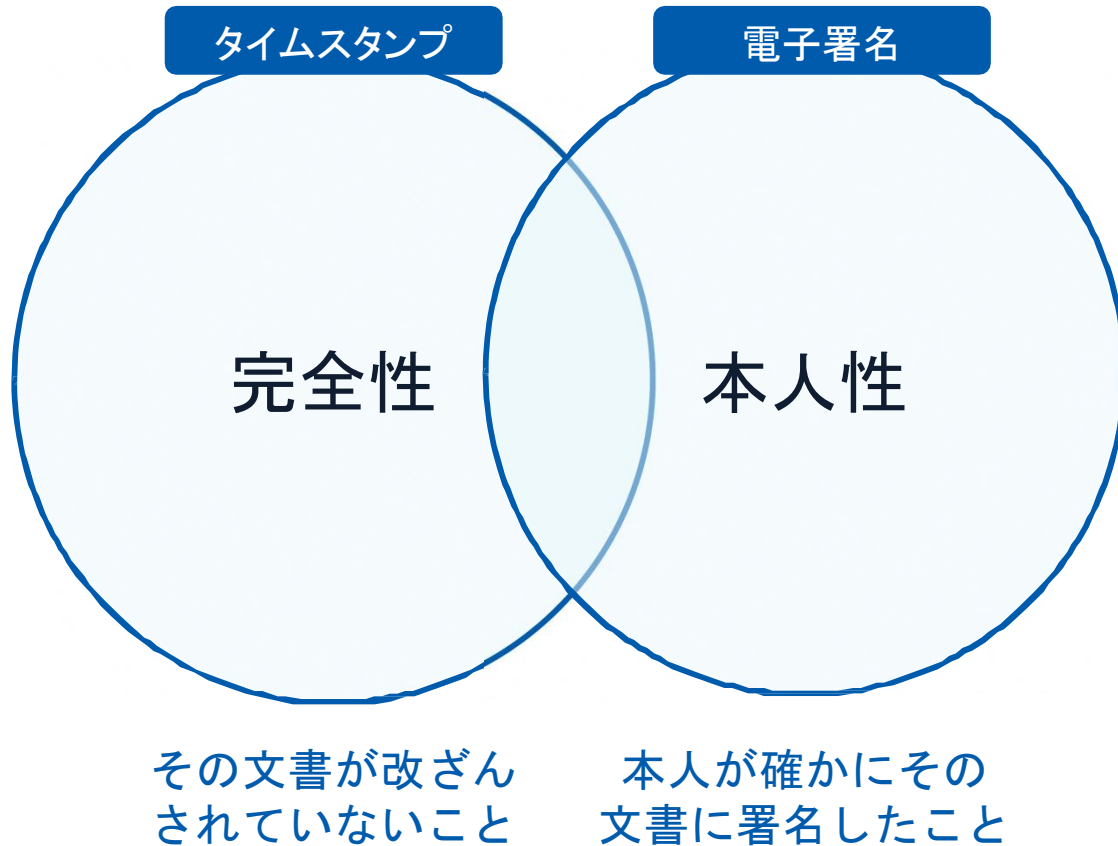 タイムスタンプ
電子署名
完全性
本人性
その文書が改ざん
されていないこと
本人が確かにその
文書に署名したこと